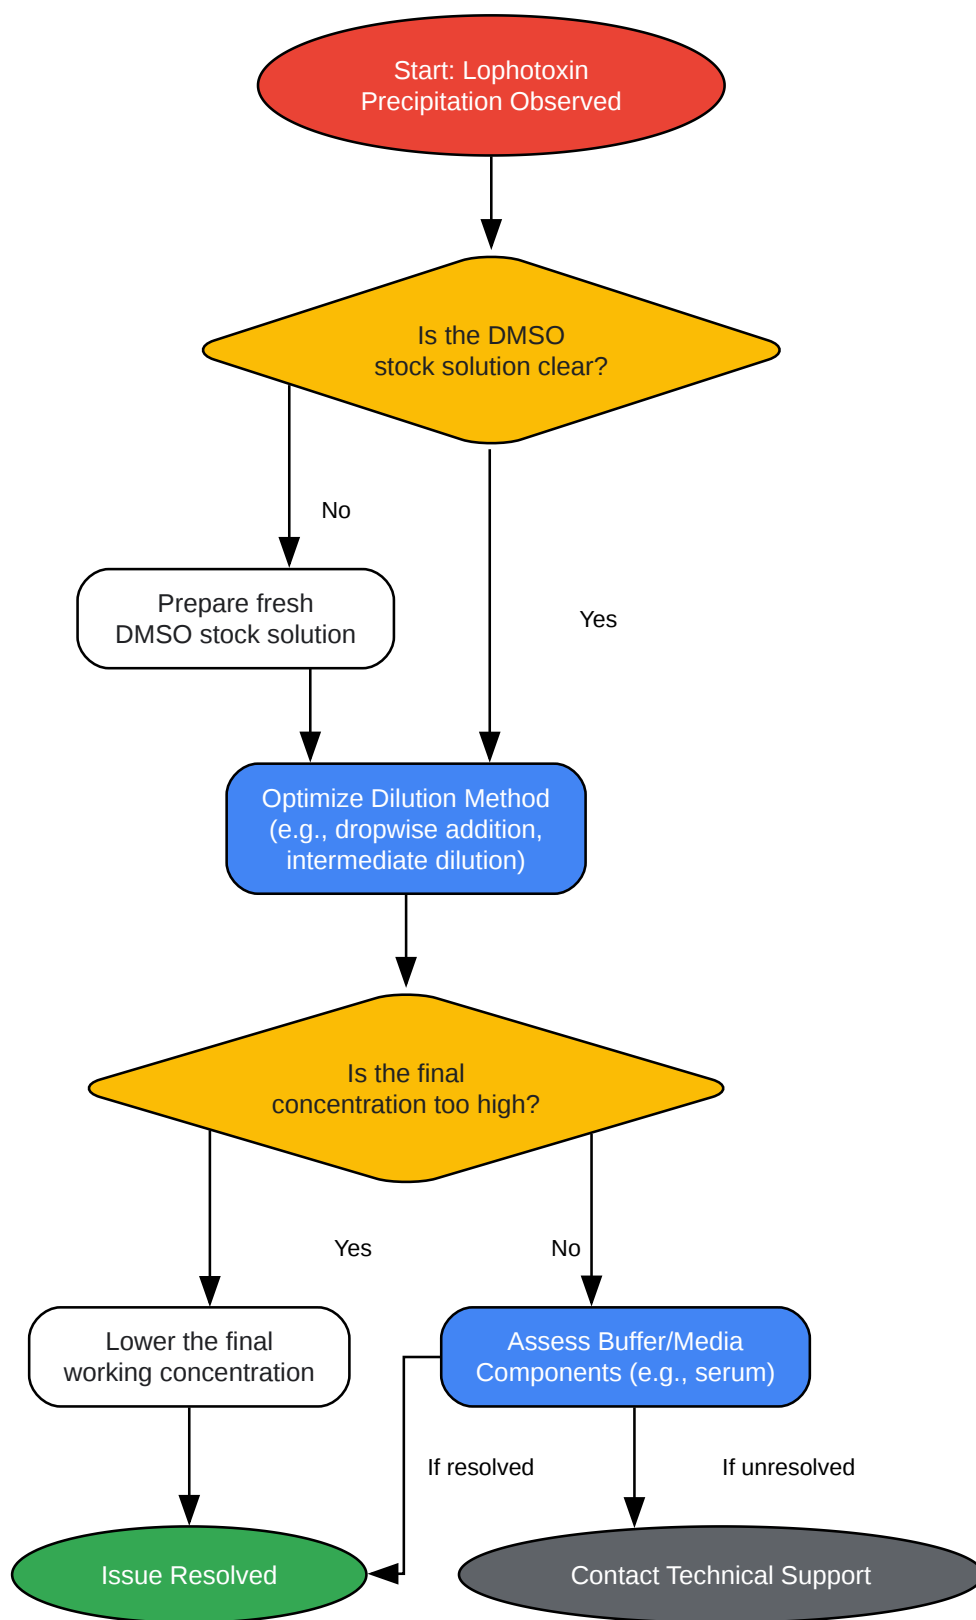 Start: Lophotoxin
Precipitation Observed
Is the DMSO
stock solution clear?
No
Prepare fresh
DMSO stock solution
Yes
Optimize Dilution Method
(e.g., dropwise addition,
intermediate dilution)
Is the final
concentration too high?
Yes
No
Lower the final
working concentration
Assess Buffer/Media
Components (e.g., serum)
If resolved
If unresolved
Issue Resolved
Contact Technical Support